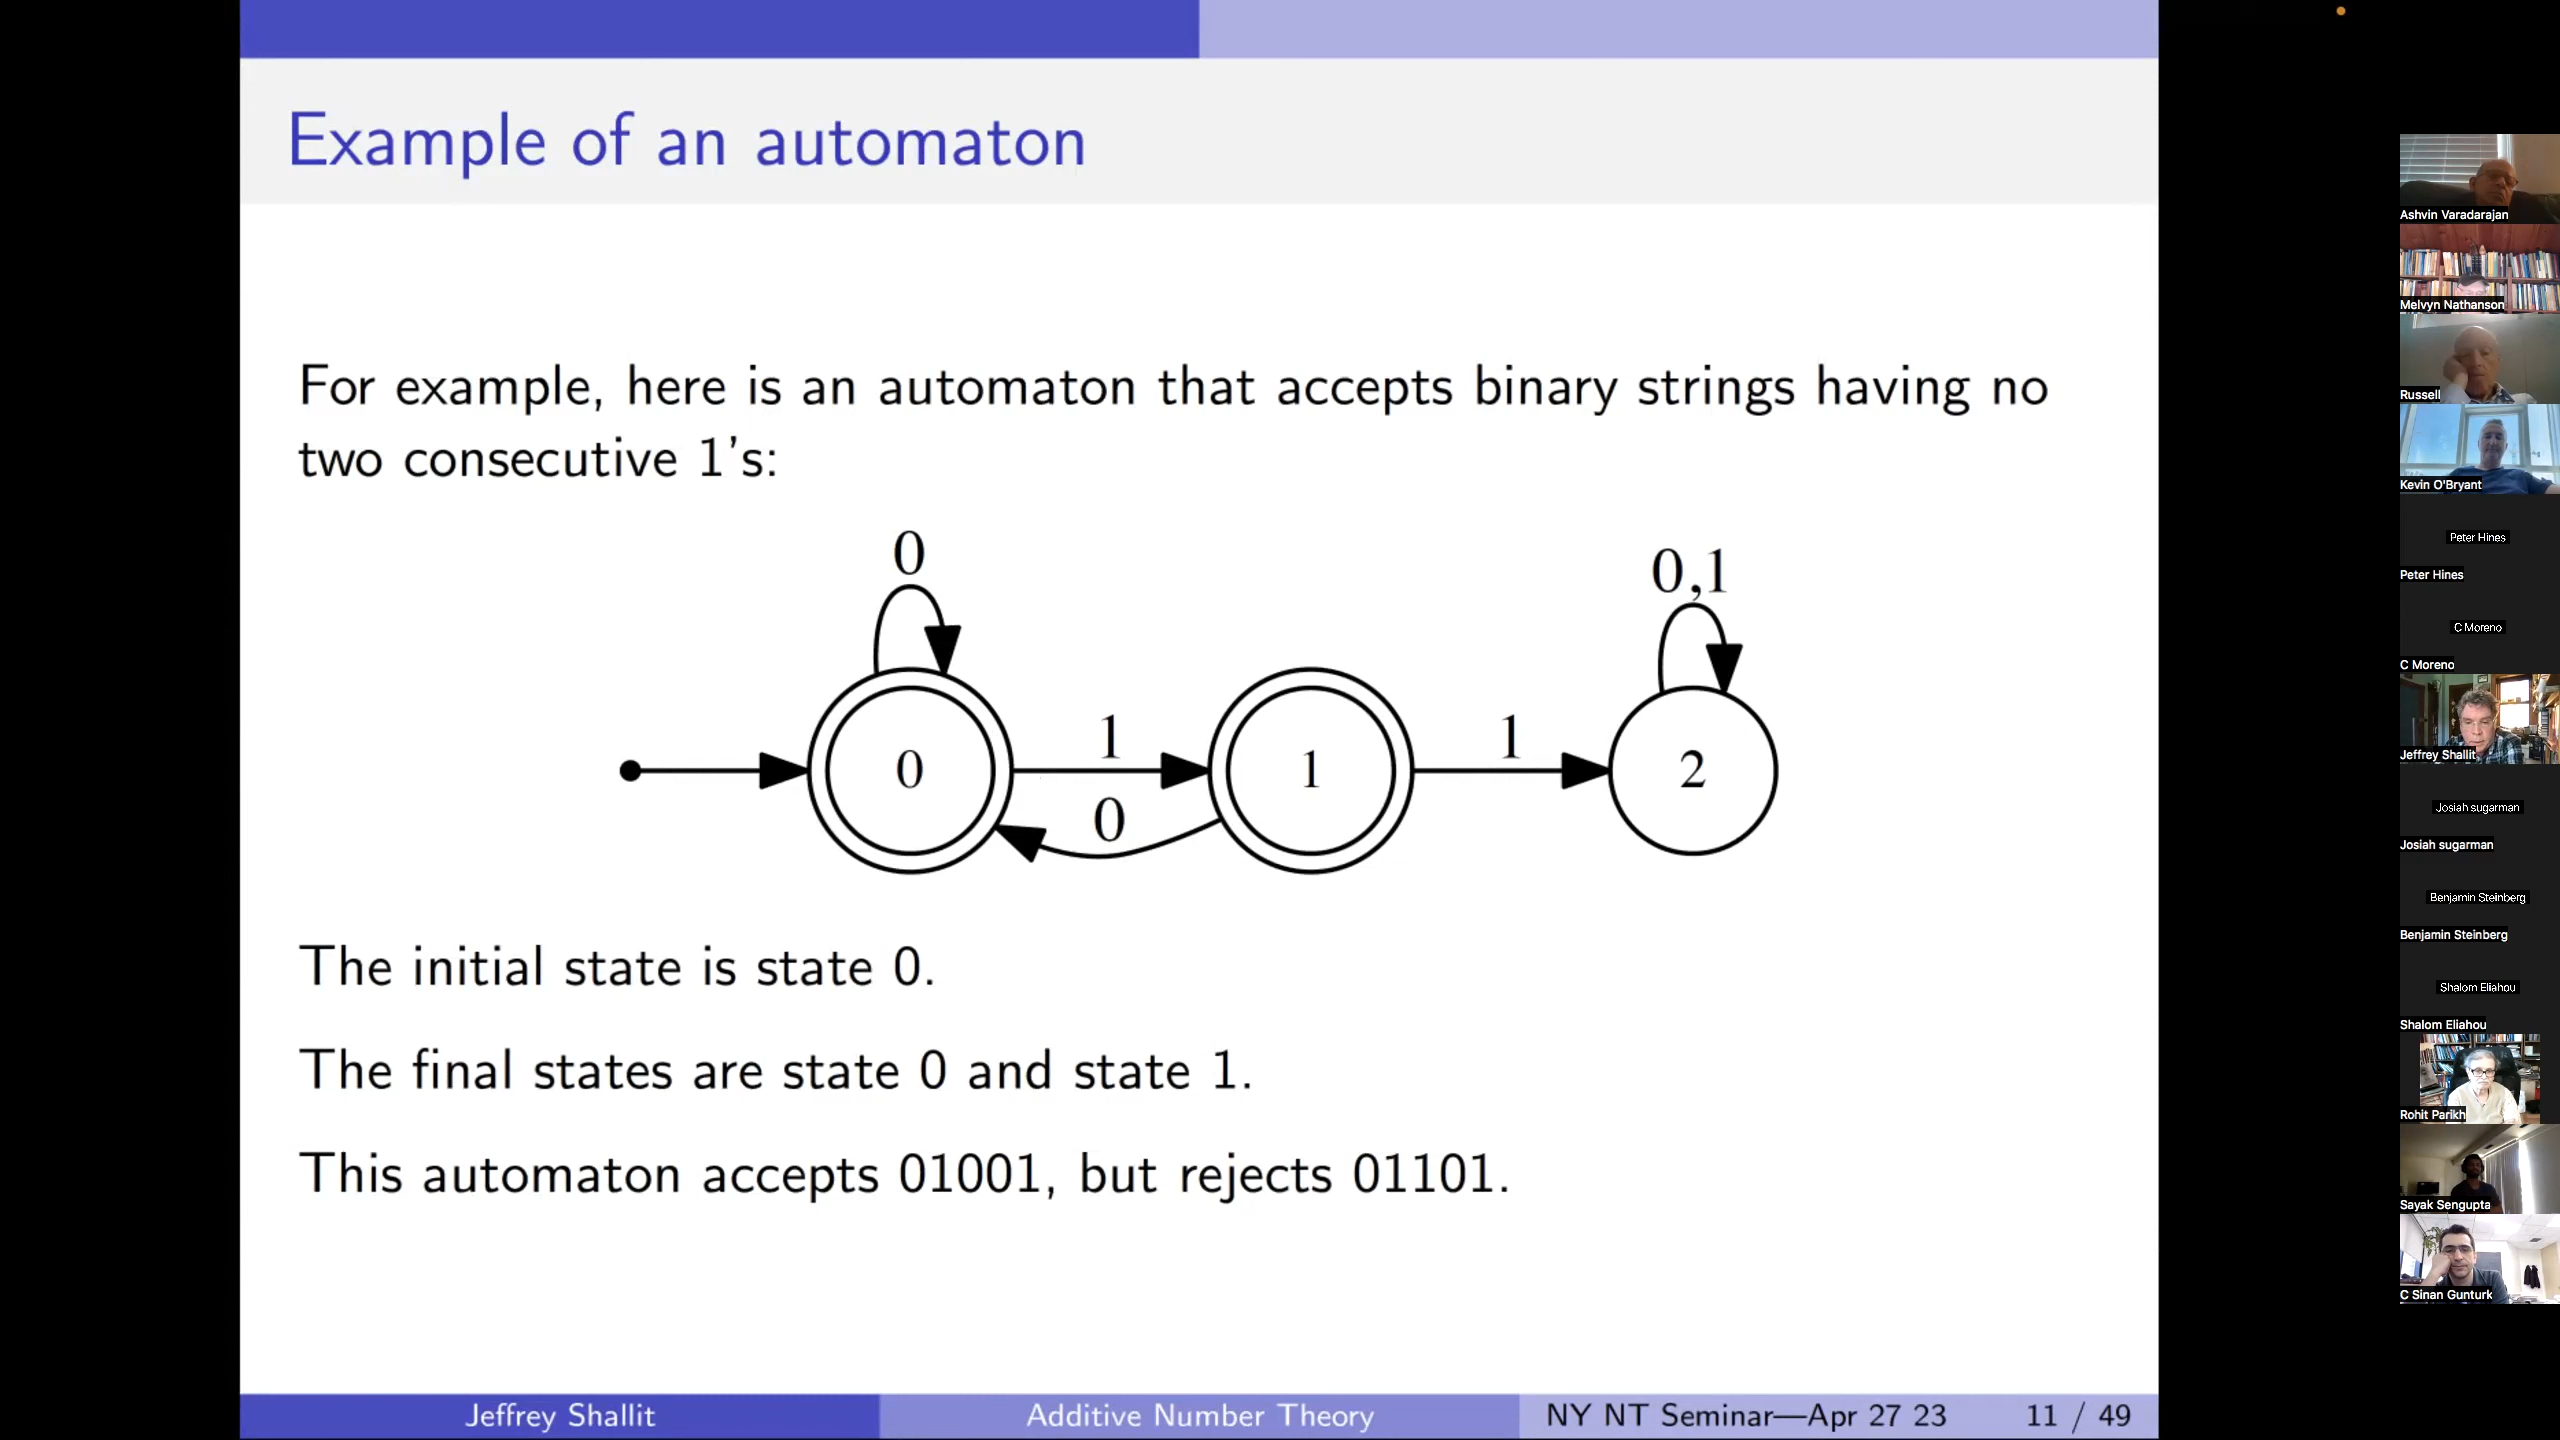 Example of an automaton
For example, here is an automaton that accepts binary strings having no
two consecutive 1's:
0
0,1
1
1
0
1
2
0
The initial state is state 0.
The final states are state 0 and state 1.
This automaton accepts 01001, but rejects 01101.
Jeffrey Shallit
Additive Number Theory
NY NT Seminar—Apr 27 23
11 / 49
Ashvin Varadarajan
Melvyn Nathanson
Russell
Kevin O'Bryant
Peter Hines
Peter Hines
C Moreno
C Moreno
Jeffrey Shallit
Josiah sugarman
Josiah sugarman
Benjamin Steinberg
Benjamin Steinberg
Shalom Eliahou
Shalom Eliahou
Rohit Parikh
Sayak Sengupta
C Sinan Gunturk